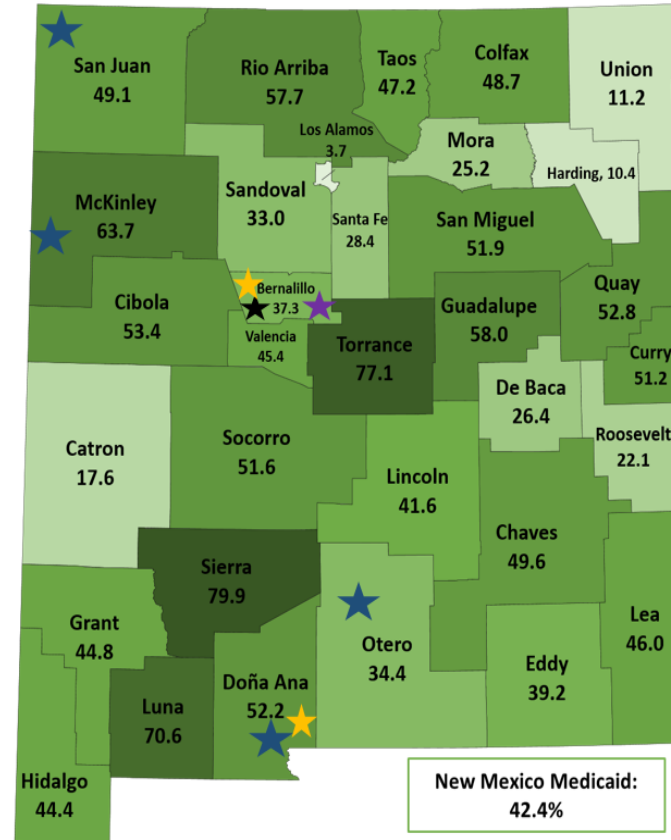 San Juan
49.1
Rio Arriba
57.7
Taos
47.2
Colfax
48.7
Union
11.2
Los Alamos
3.7
Mora
25.2
Harding, 10.4
McKinley
63.7
Sandoval
33.0
Santa Fe
28.4
San Miguel
51.9
Quay
52.8
Cibola
53.4
Bernalillo
37.3
Valencia
45.4
Torrance
77.1
Guadalupe
58.0
Curry
51.2
De Baca
26.4
Roosevelt
22.1
Catron
17.6
Socorro
51.6
Lincoln
41.6
Chaves
49.6
Sierra
79.9
Grant
44.8
Otero
34.4
Lea
46.0
Eddy
39.2
Doña Ana
52.2
Luna
70.6
Hidalgo
44.4
New Mexico Medicaid:
42.4%